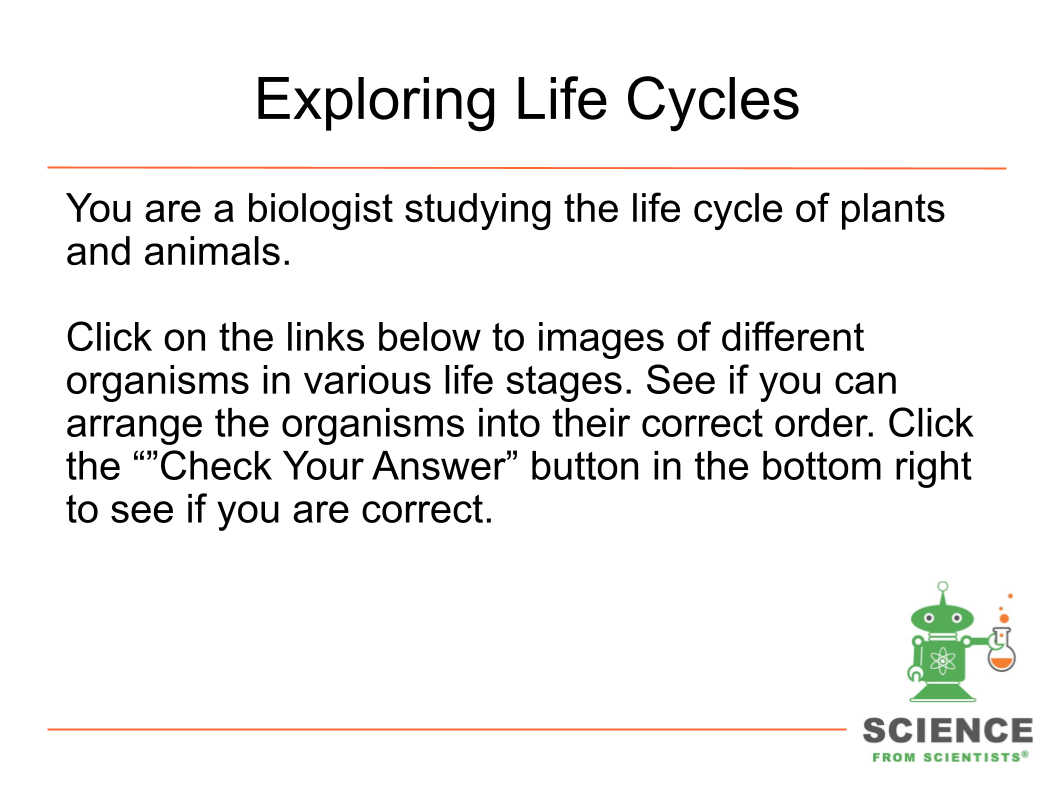 Exploring Life Cycles
You are a biologist studying the life cycle of plants
and animals.
Click on the links below to images of different
organisms in various life stages. See if you can
arrange the organisms into their correct order. Click
the “”Check Your Answer” button in the bottom right
to see if you are correct.
SCIENCE
FROM SCIENTISTS®